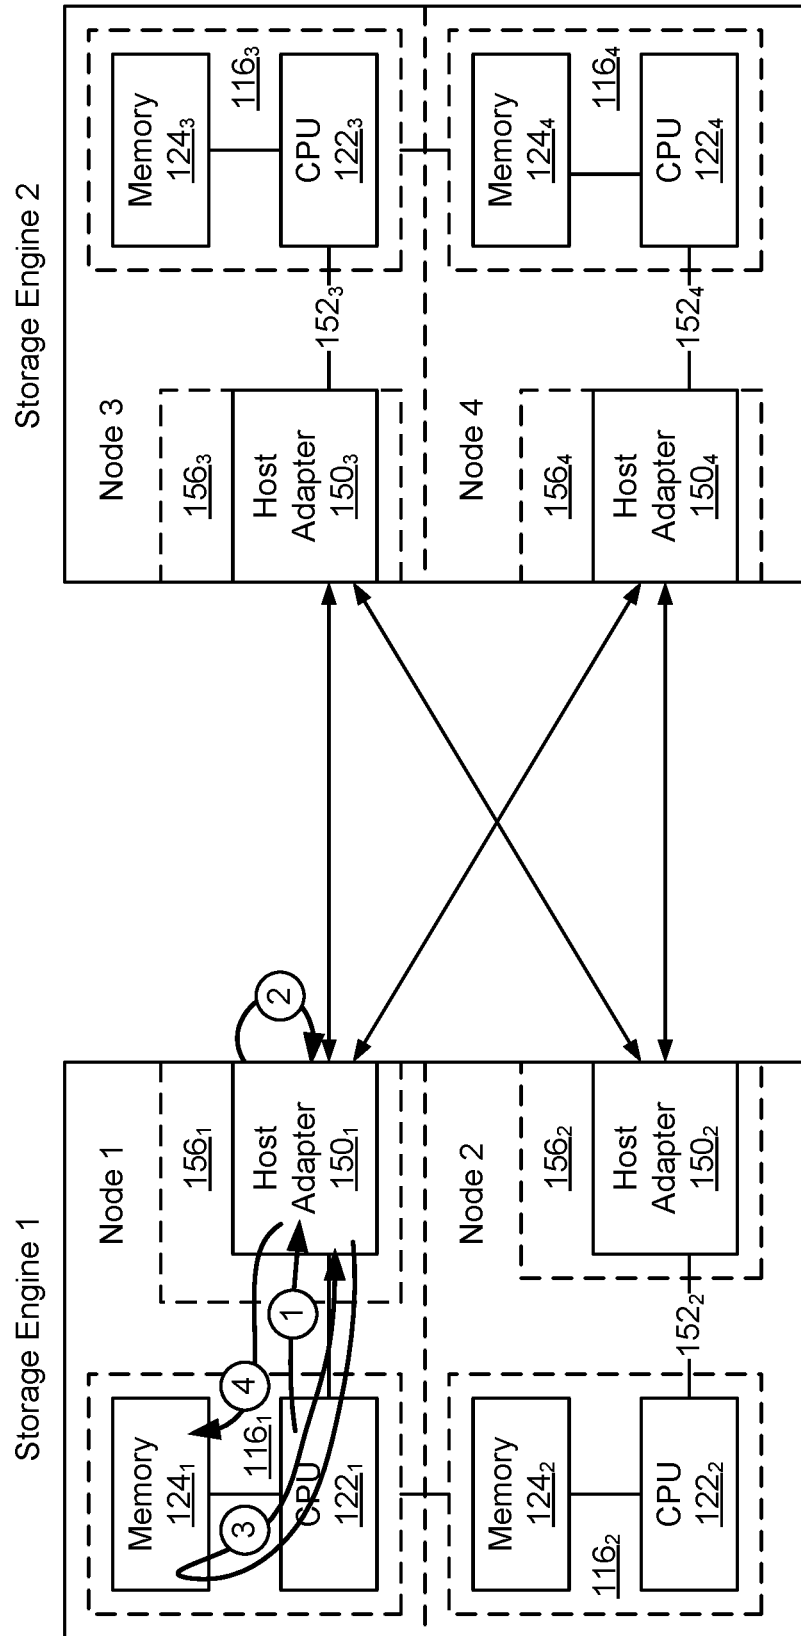 Storage Engine 1
Node 1
Memory
124₁
116₁
CPU
122₁
156₁
Host
Adapter
150₁
1
2
3
4
Node 2
Memory
124₂
116₂
CPU
122₂
152₂
156₂
Host
Adapter
150₂
Storage Engine 2
Node 3
156₃
Host
Adapter
150₃
152₃
Memory
124₃
116₃
CPU
122₃
Node 4
156₄
Host
Adapter
150₄
152₄
Memory
124₄
116₄
CPU
122₄